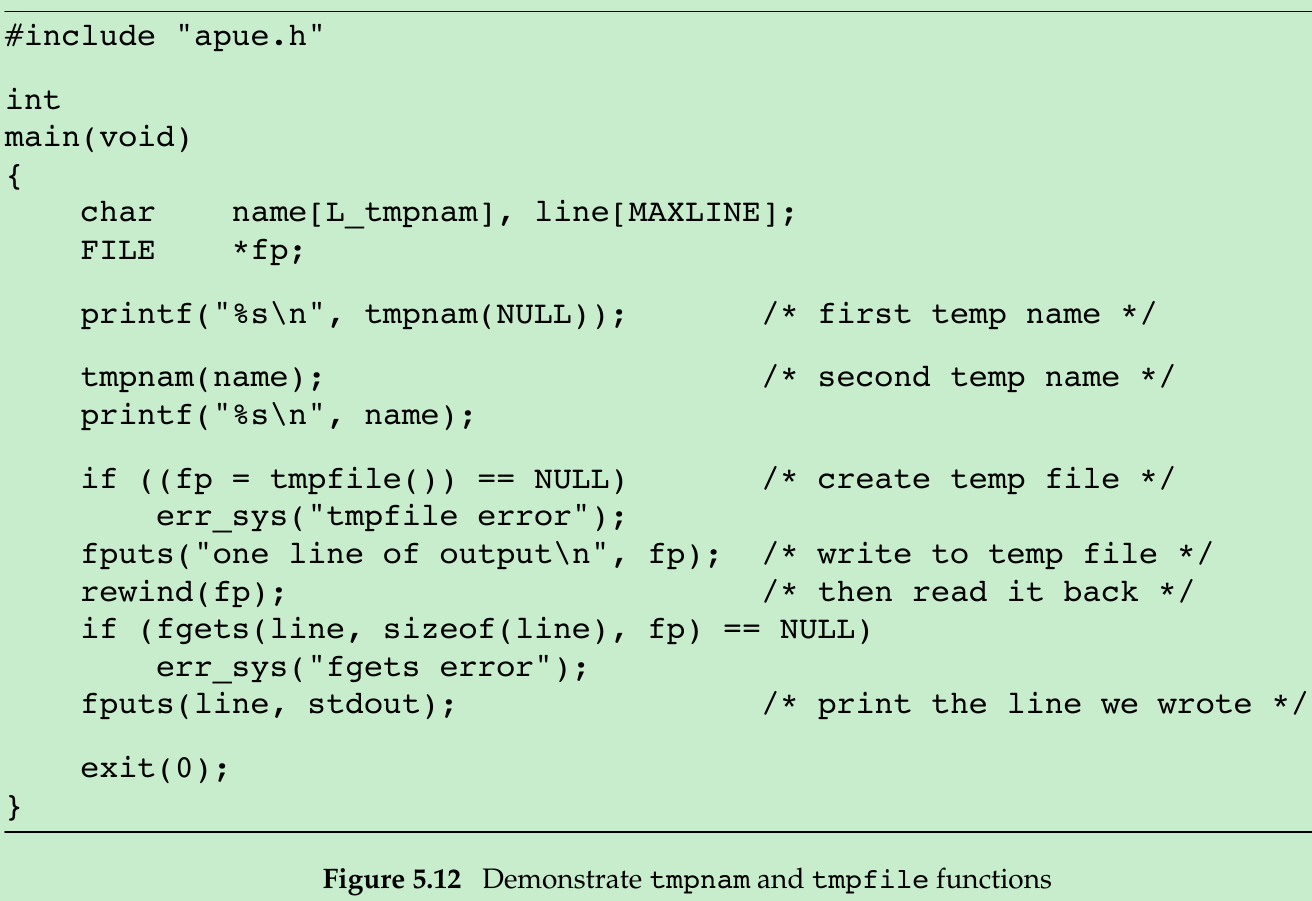 #include "apue.h"
int
main(void)
{
    char    name[L_tmpnam], line[MAXLINE];
    FILE    *fp;
    printf("%s\n", tmpnam(NULL));       /* first temp name */
    tmpnam(name);                       /* second temp name */
    printf("%s\n", name);
    if ((fp = tmpfile()) == NULL)       /* create temp file */
        err_sys("tmpfile error");
    fputs("one line of output\n", fp);  /* write to temp file */
    rewind(fp);                         /* then read it back */
    if (fgets(line, sizeof(line), fp) == NULL)
        err_sys("fgets error");
    fputs(line, stdout);                /* print the line we wrote */
    exit(0);
}
Figure 5.12 Demonstrate tmpnam and tmpfile functions